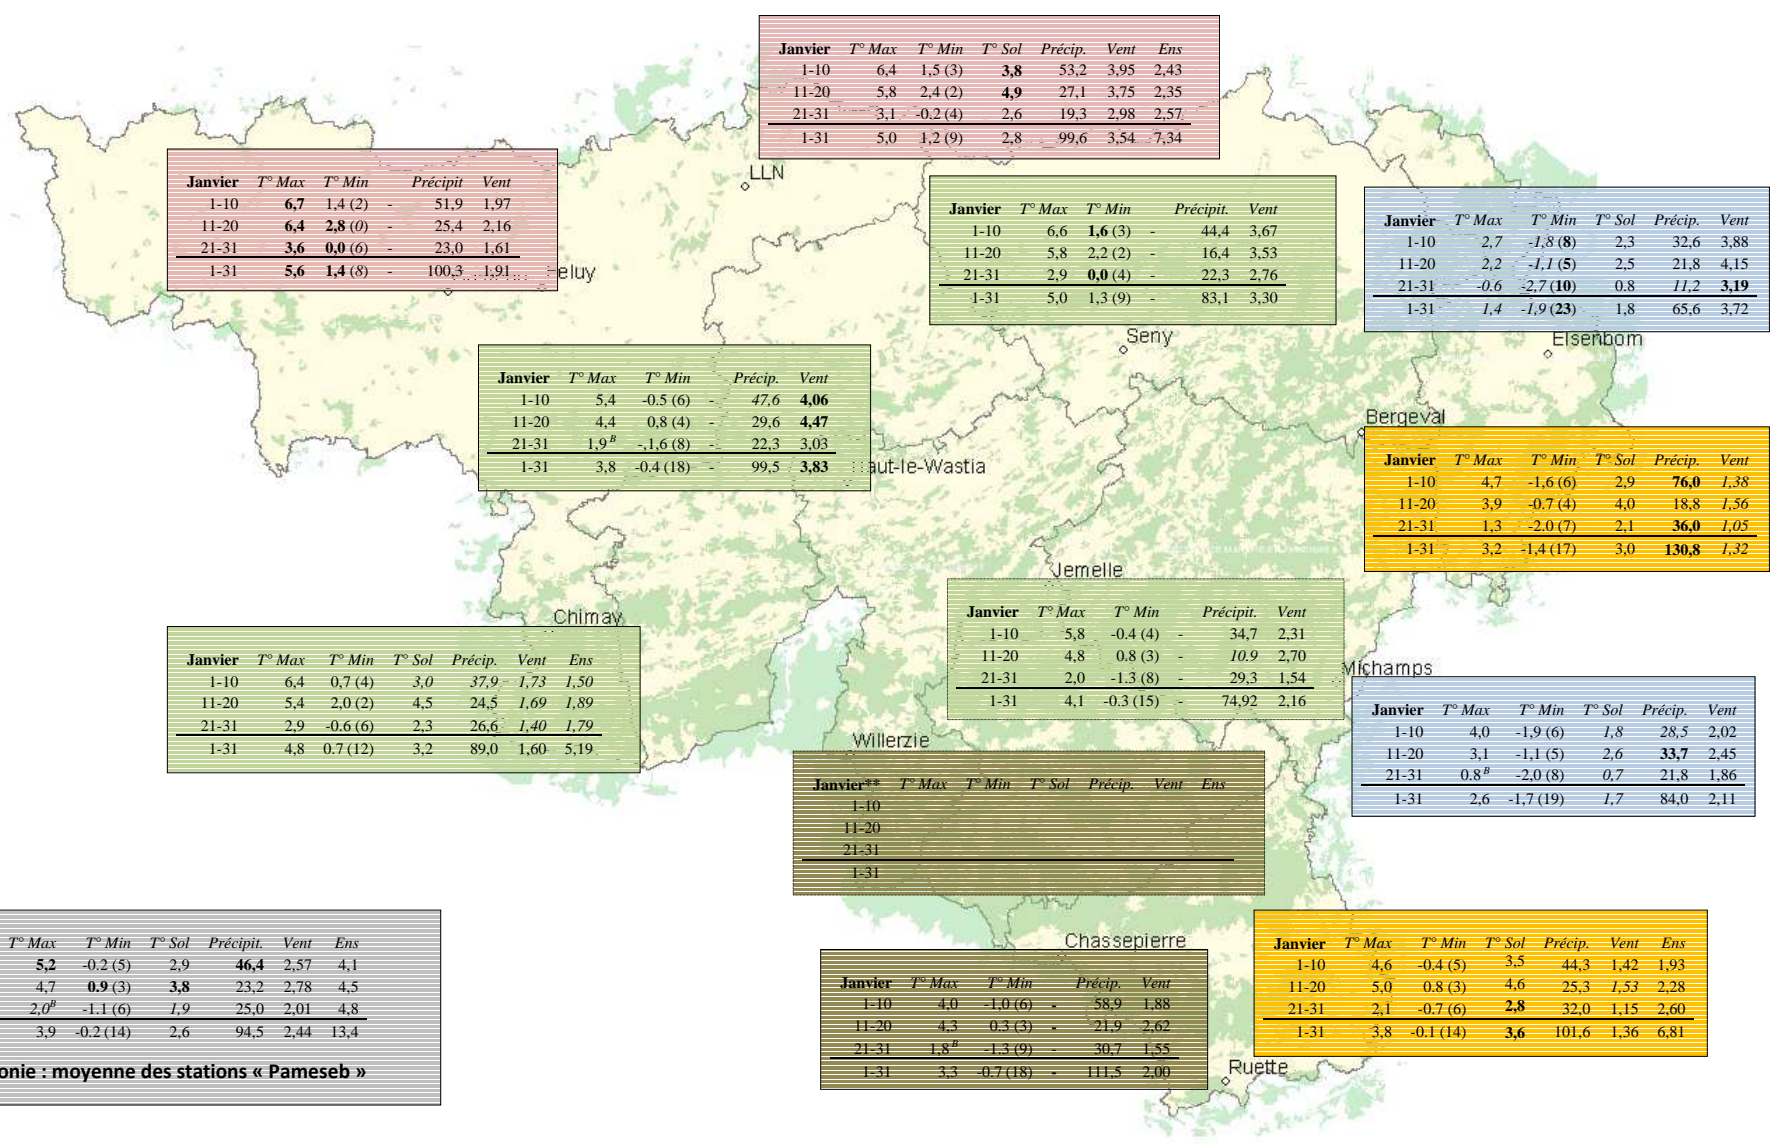 Janvier T° Max T° Min T° Sol Précip. Vent Ens
1-10 6,4 1,5 (3) 3,8 53,2 3,95 2,43
11-20 5,8 2,4 (2) 4,9 27,1 3,75 2,35
21-31 3,1 -0.2 (4) 2,6 19,3 2,98 2,57
1-31 5,0 1,2 (9) 2,8 99,6 3,54 7,34
LLN
Janvier T° Max T° Min Précipit Vent
1-10 6,7 1,4 (2) - 51,9 1,97
11-20 6,4 2,8 (0) - 25,4 2,16
21-31 3,6 0,0 (6) - 23,0 1,61
1-31 5,6 1,4 (8) - 100,3 1,91
eluy
Janvier T° Max T° Min Précipit. Vent
1-10 6,6 1,6 (3) - 44,4 3,67
11-20 5,8 2,2 (2) - 16,4 3,53
21-31 2,9 0,0 (4) - 22,3 2,76
1-31 5,0 1,3 (9) - 83,1 3,30
Seny
Janvier T° Max T° Min T° Sol Précip. Vent
1-10 2,7 -1,8 (8) 2,3 32,6 3,88
11-20 2,2 -1,1 (5) 2,5 21,8 4,15
21-31 -0.6 -2,7 (10) 0.8 11,2 3,19
1-31 1,4 -1,9 (23) 1,8 65,6 3,72
Elsenborn
Janvier T° Max T° Min Précip. Vent
1-10 5,4 -0.5 (6) - 47,6 4,06
11-20 4,4 0,8 (4) - 29,6 4,47
21-31 1,9 B -,1,6 (8) - 22,3 3,03
1-31 3,8 -0.4 (18) - 99,5 3,83
aut-le-Wastia
Bergeval
Janvier T° Max T° Min T° Sol Précip. Vent
1-10 4,7 -1,6 (6) 2,9 76,0 1,38
11-20 3,9 -0.7 (4) 4,0 18,8 1,56
21-31 1,3 -2.0 (7) 2,1 36,0 1,05
1-31 3,2 -1,4 (17) 3,0 130,8 1,32
Jemelle
Janvier T° Max T° Min Précipit. Vent
1-10 5,8 -0.4 (4) - 34,7 2,31
11-20 4,8 0.8 (3) - 10.9 2,70
21-31 2,0 -1.3 (8) - 29,3 1,54
1-31 4,1 -0.3 (15) - 74,92 2,16
Chimay
Janvier T° Max T° Min T° Sol Précip. Vent Ens
1-10 6,4 0,7 (4) 3,0 37,9 1,73 1,50
11-20 5,4 2,0 (2) 4,5 24,5 1,69 1,89
21-31 2,9 -0.6 (6) 2,3 26,6 1,40 1,79
1-31 4,8 0.7 (12) 3,2 89,0 1,60 5,19
Michamps
Janvier T° Max T° Min T° Sol Précip. Vent
1-10 4,0 -1,9 (6) 1,8 28,5 2,02
11-20 3,1 -1,1 (5) 2,6 33,7 2,45
21-31 0.8 B -2,0 (8) 0,7 21,8 1,86
1-31 2,6 -1,7 (19) 1,7 84,0 2,11
Willerzie
Janvier** T° Max T° Min T° Sol Précip. Vent Ens
1-10
11-20
21-31
1-31
T° Max T° Min T° Sol Précipit. Vent Ens
5,2 -0.2 (5) 2,9 46,4 2,57 4,1
4,7 0.9 (3) 3,8 23,2 2,78 4,5
2,0B -1.1 (6) 1,9 25,0 2,01 4,8
3,9 -0.2 (14) 2,6 94,5 2,44 13,4
onie : moyenne des stations « Pameseb »
Chassepierre
Janvier T° Max T° Min Précip. Vent
1-10 4,0 -1,0 (6) - 58,9 1,88
11-20 4,3 0.3 (3) - 21,9 2,62
21-31 1,8 B -1.3 (9) - 30,7 1,55
1-31 3,3 -0.7 (18) - 111,5 2,00
Janvier T° Max T° Min T° Sol Précip. Vent Ens
1-10 4,6 -0.4 (5) 3,5 44,3 1,42 1,93
11-20 5,0 0.8 (3) 4,6 25,3 1,53 2,28
21-31 2,1 -0.7 (6) 2,8 32,0 1,15 2,60
1-31 3,8 -0.1 (14) 3,6 101,6 1,36 6,81
Ruette